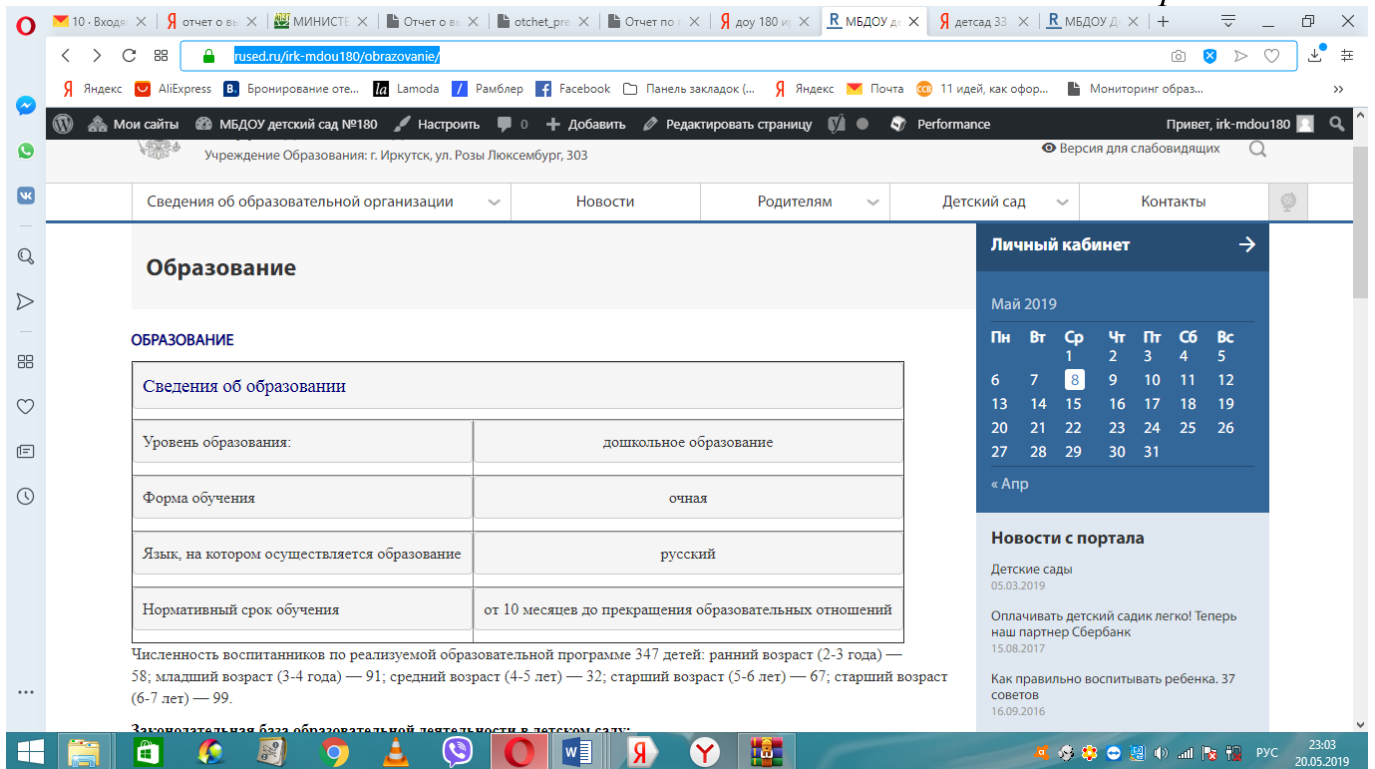 10 · Входя
отчет о вы
МИНИСТЕ
Отчет о вы
otchet_pre
Отчет по г
доу 180 ир
МБДОУ де
детсад 33
МБДОУ Де
rused.ru/irk-mdou180/obrazovanie/
Яндекс
AliExpress
Бронирование оте...
Lamoda
Рамблер
Facebook
Панель закладок (...
Яндекс
Почта
11 идей, как офор...
Мониторинг образ...
Мои сайты
МБДОУ детский сад №180
Настроить
0
Добавить
Редактировать страницу
Performance
Привет, irk-mdou180
Учреждение Образования: г. Иркутск, ул. Розы Люксембург, 303
Версия для слабовидящих
Сведения об образовательной организации
Новости
Родителям
Детский сад
Контакты
Образование
ОБРАЗОВАНИЕ
Сведения об образовании
Уровень образования: дошкольное образование
Форма обучения очная
Язык, на котором осуществляется образование русский
Нормативный срок обучения от 10 месяцев до прекращения образовательных отношений
Численность воспитанников по реализуемой образовательной программе 347 детей: ранний возраст (2-3 года) —
58; младший возраст (3-4 года) — 91; средний возраст (4-5 лет) — 32; старший возраст (5-6 лет) — 67; старший возраст
(6-7 лет) — 99.
Законодательная база образовательной деятельности в детском саду:
Личный кабинет
Май 2019
Пн Вт Ср Чт Пт Сб Вс
1 2 3 4 5
6 7 8 9 10 11 12
13 14 15 16 17 18 19
20 21 22 23 24 25 26
27 28 29 30 31
« Апр
Новости с портала
Детские сады
05.03.2019
Оплачивать детский садик легко! Теперь
наш партнер Сбербанк
15.08.2017
Как правильно воспитывать ребенка. 37
советов
16.09.2016
РУС
23:03
20.05.2019